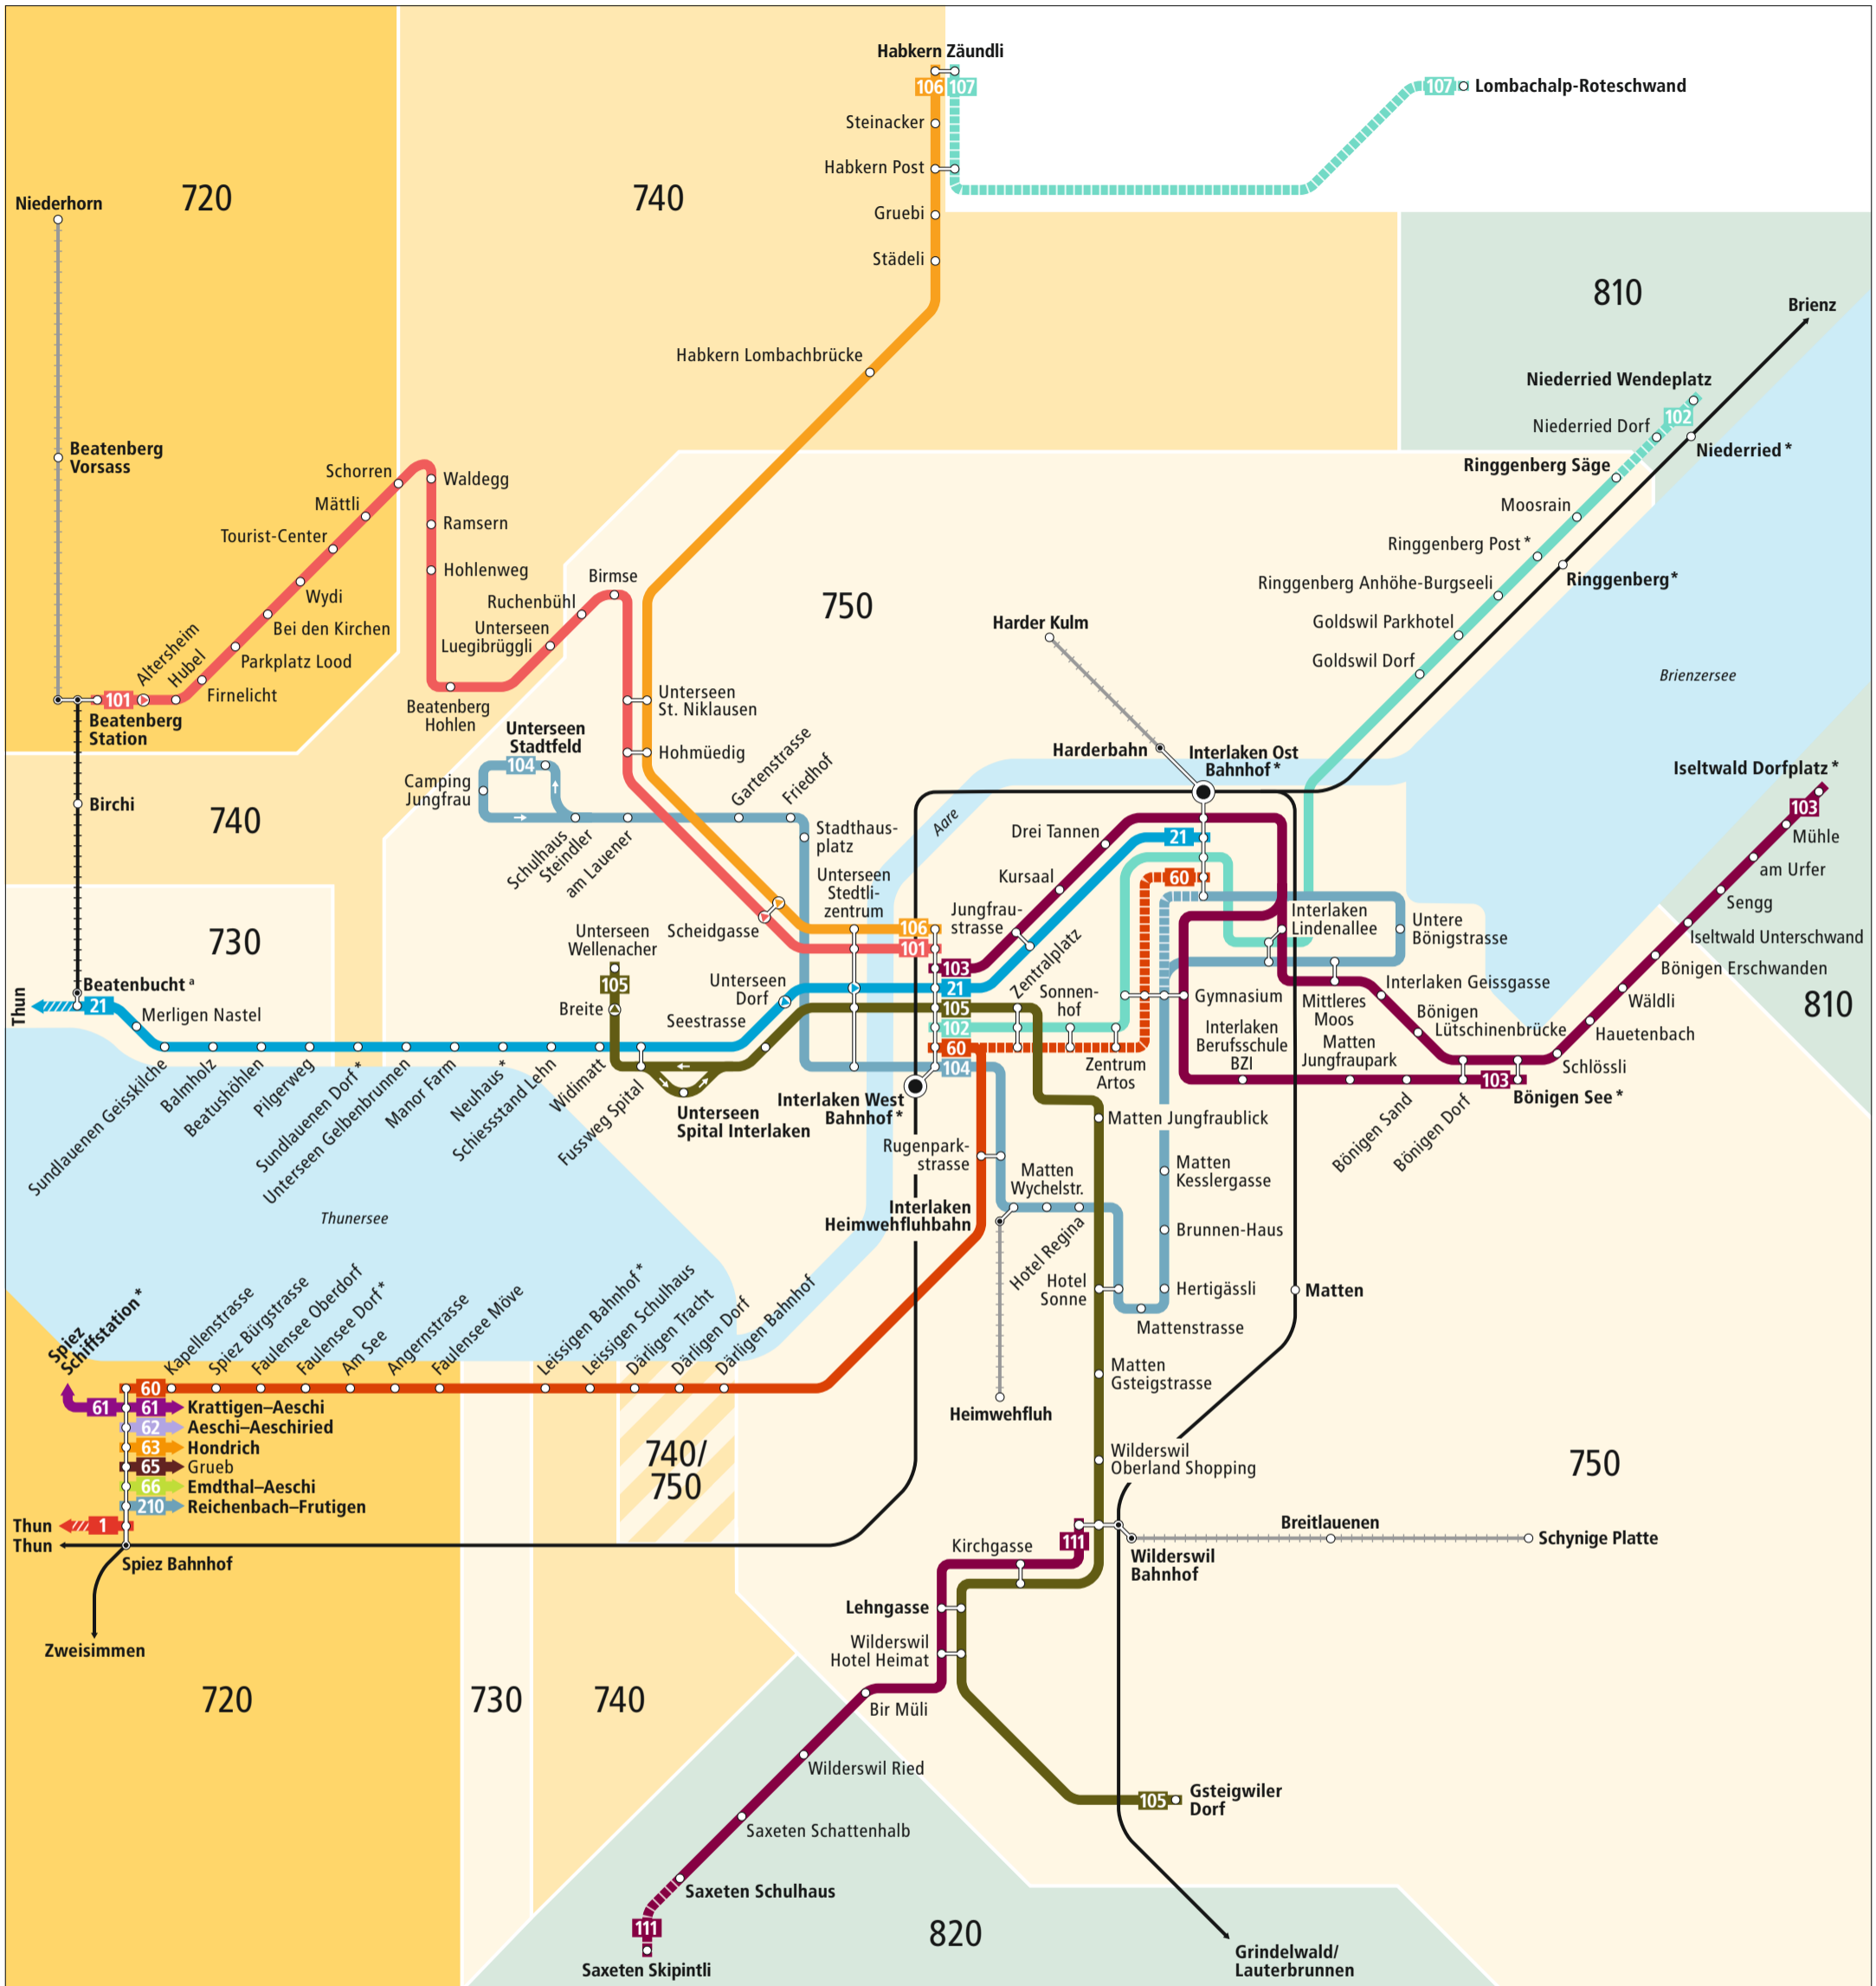 Habkern Zäundli
106
107
107
Lombachalp-Roteschwand
Steinacker
Habkern Post
Gruebi
Städeli
720
740
Niederhorn
810
Brienz
Habkern Lombachbrücke
Niederried Wendeplatz
102
Niederried Dorf
Niederried *
Beatenberg
Vorsass
Schorren
Waldegg
Mättli
Ramsern
Tourist-Center
Hohlenweg
Wydi
Bei den Kirchen
Parkplatz Lood
Altersheim
Hubel
Firnelicht
101
Beatenberg
Station
Ringgenberg Säge
Moosrain
Ringgenberg Post *
Ringgenberg *
Ringgenberg Anhöhe-Burgseeli
Goldswil Parkhotel
Goldswil Dorf
Brienzersee
Birmse
Ruchenbühl
Unterseen
Luegibrüggli
750
Harder Kulm
Beatenberg
Hohlen
Unterseen
St. Niklausen
Hohmüedig
Unterseen
Stadtfeld
104
Camping
Jungfrau
Gartenstrasse
Friedhof
Schulhaus
Steindler
am Lauener
Stadthaus-
platz
Harderbahn
Interlaken Ost
Bahnhof *
Iseltwald Dorfplatz *
103
Mühle
am Urfer
Sengg
Iseltwald Unterschwand
Bönigen Erschwanden
Wäldli
Hauetenbach
Schlössli
810
Birchi
740
730
Aare
Drei Tannen
21
Kursaal
60
Unterseen
Stedtli-
zentrum
Jungfrau-
strasse
Interlaken
Lindenallee
Untere
Bönigstrasse
Scheidgasse
106
101
103
21
105
102
60
104
Zentralplatz
Sonnen-
hof
Zentrum
Artos
Gymnasium
Mittleres
Moos
Interlaken Geissgasse
Bönigen
Lütschinenbrücke
Interlaken
Berufsschule
BZI
Matten
Jungfraupark
103
Bönigen See *
Bönigen Sand
Bönigen Dorf
Unterseen
Wellenacher
105
Breite
Unterseen
Dorf
Seestrasse
Beatenbucht ª
Thun
21
Merligen Nastel
Sundlauenen Geisskilche
Balmholz
Beatushöhlen
Pilgerweg
Sundlauenen Dorf *
Unterseen Gelbenbrunnen
Manor Farm
Neuhaus *
Schiesstand Lehn
Widimatt
Fussweg Spital
Unterseen
Spital Interlaken
Interlaken West
Bahnhof *
Matten Jungfraublick
Rugenpark-
strasse
Matten
Wychelstr.
Matten
Kesslergasse
Interlaken
Heimwehfluhbahn
Hotel Regina
Brunnen-Haus
Hotel
Sonne
Hertigässli
Mattenstrasse
Matten
Thunersee
Matten
Gsteigstrasse
Heimwehfluh
Spiez
Schiffstation *
Kapellenstrasse
Spiez Bürgstrasse
Faulensee Oberdorf
Faulensee Dorf *
Am See
Angernstrasse
Faulensee Möve
Leissigen Bahnhof *
Leissigen Schulhaus
Därligen Tracht
Därligen Dorf
Därligen Bahnhof
60
61
61
Krattigen–Aeschi
62
Aeschi–Aeschiried
63
Hondrich
65
Grueb
66
Emdthal–Aeschi
210
Reichenbach–Frutigen
Thun
1
Thun
Spiez Bahnhof
Zweisimmen
740/
750
750
Wilderswil
Oberland Shopping
111
Wilderswil
Bahnhof
Breitlauenen
Schynige Platte
Kirchgasse
Lehngasse
Wilderswil
Hotel Heimat
Bir Müli
Wilderswil Ried
Saxeten Schattenhalb
Saxeten Schulhaus
111
Saxeten Skipintli
105
Gsteigwiler
Dorf
720
730
740
820
Grindelwald/
Lauterbrunnen